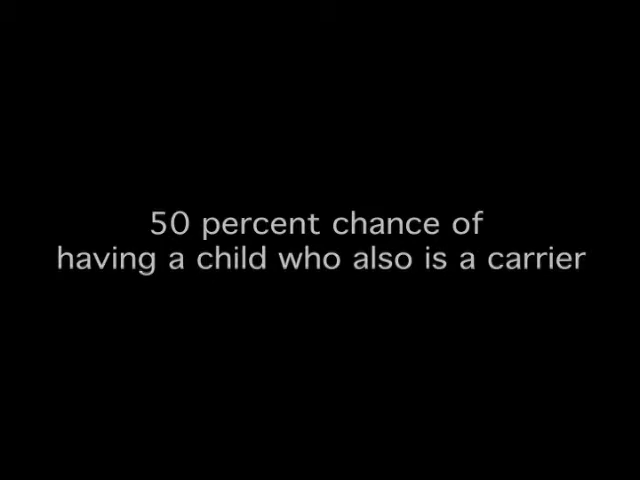 50 percent chance of
having a child who also is a carrier